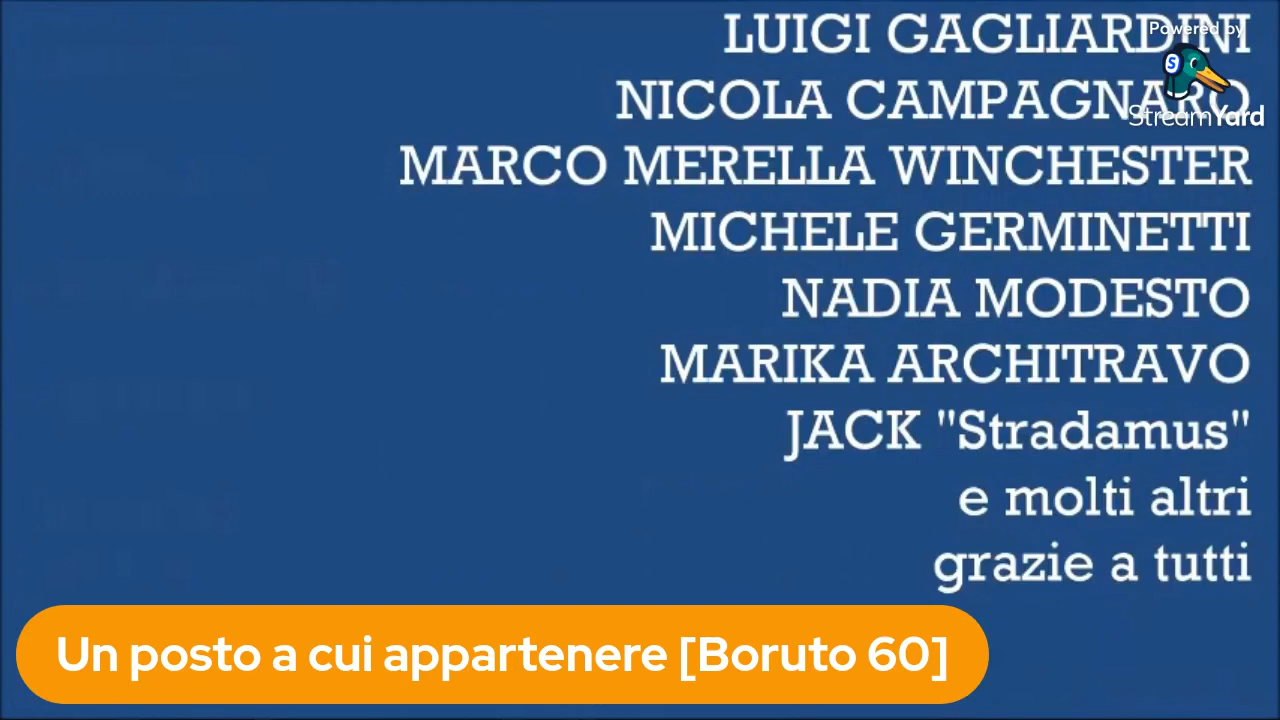 LUIGI GAGLIARDINI
Powered by
NICOLA CAMPAGNARO
StreamYard
MARCO MERELLA WINCHESTER
MICHELE GERMINETTI
NADIA MODESTO
MARIKA ARCHITRAVO
JACK "Stradamus"
e molti altri
grazie a tutti
Un posto a cui appartenere [Boruto 60]